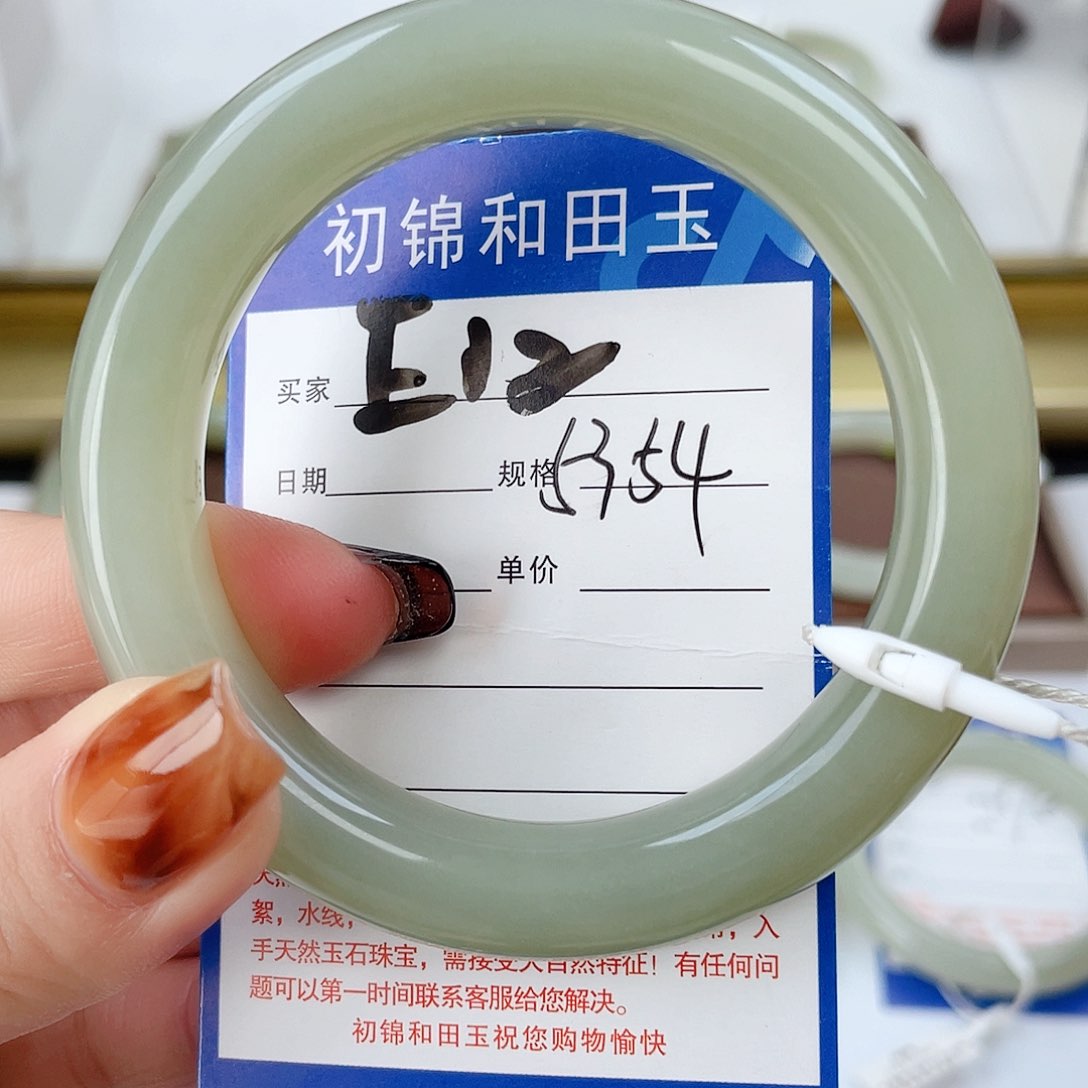 初锦和田玉
买家 E12
日期 规格 5354
单价
絮，水线，
，入
手天然玉石珠宝，需接受大自然特征！有任何问
题可以第一时间联系客服给您解决。
初锦和田玉祝您购物愉快